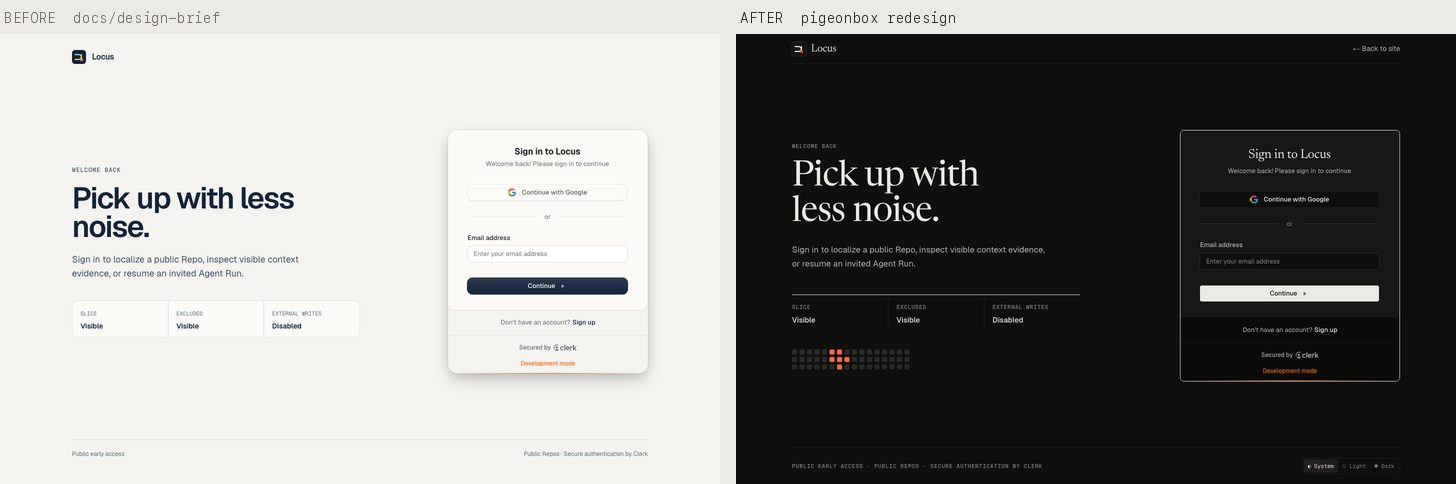 BEFORE docs/design-brief
Locus
WELCOME BACK
Pick up with less
noise.
Sign in to localize a public Repo, inspect visible context
evidence, or resume an invited Agent Run.
SLICE
Visible
EXCLUDED
Visible
EXTERNAL WRITES
Disabled
Sign in to Locus
Welcome back! Please sign in to continue
Continue with Google
or
Email address
Enter your email address
Continue
Don't have an account? Sign up
Secured by clerk
Development mode
Public early access
Public Repos · Secure authentication by Clerk
AFTER pigeonbox redesign
Locus
← Back to site
WELCOME BACK
Pick up with
less noise.
Sign in to localize a public Repo, inspect visible context evidence,
or resume an invited Agent Run.
SLICE
Visible
EXCLUDED
Visible
EXTERNAL WRITES
Disabled
Sign in to Locus
Welcome back! Please sign in to continue
Continue with Google
or
Email address
Enter your email address
Continue
Don't have an account? Sign up
Secured by clerk
Development mode
PUBLIC EARLY ACCESS · PUBLIC REPOS · SECURE AUTHENTICATION BY CLERK
System Light Dark